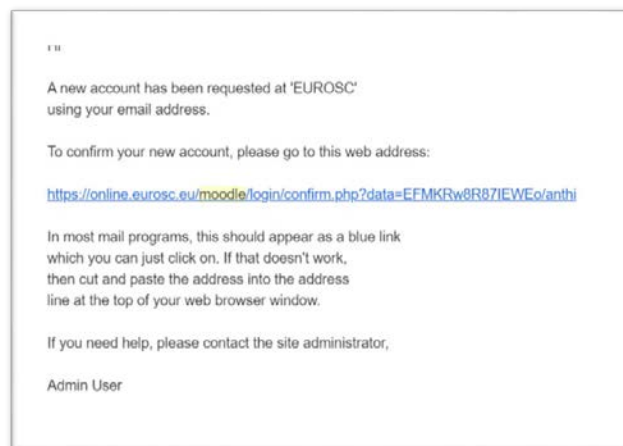 A new account has been requested at 'EUROSC'
using your email address.
To confirm your new account, please go to this web address:
https://online.eurosc.eu/moodle/login/confirm.php?data=EFMKRw8R87IEWEo/anthi
In most mail programs, this should appear as a blue link
which you can just click on. If that doesn't work,
then cut and paste the address into the address
line at the top of your web browser window.
If you need help, please contact the site administrator,
Admin User